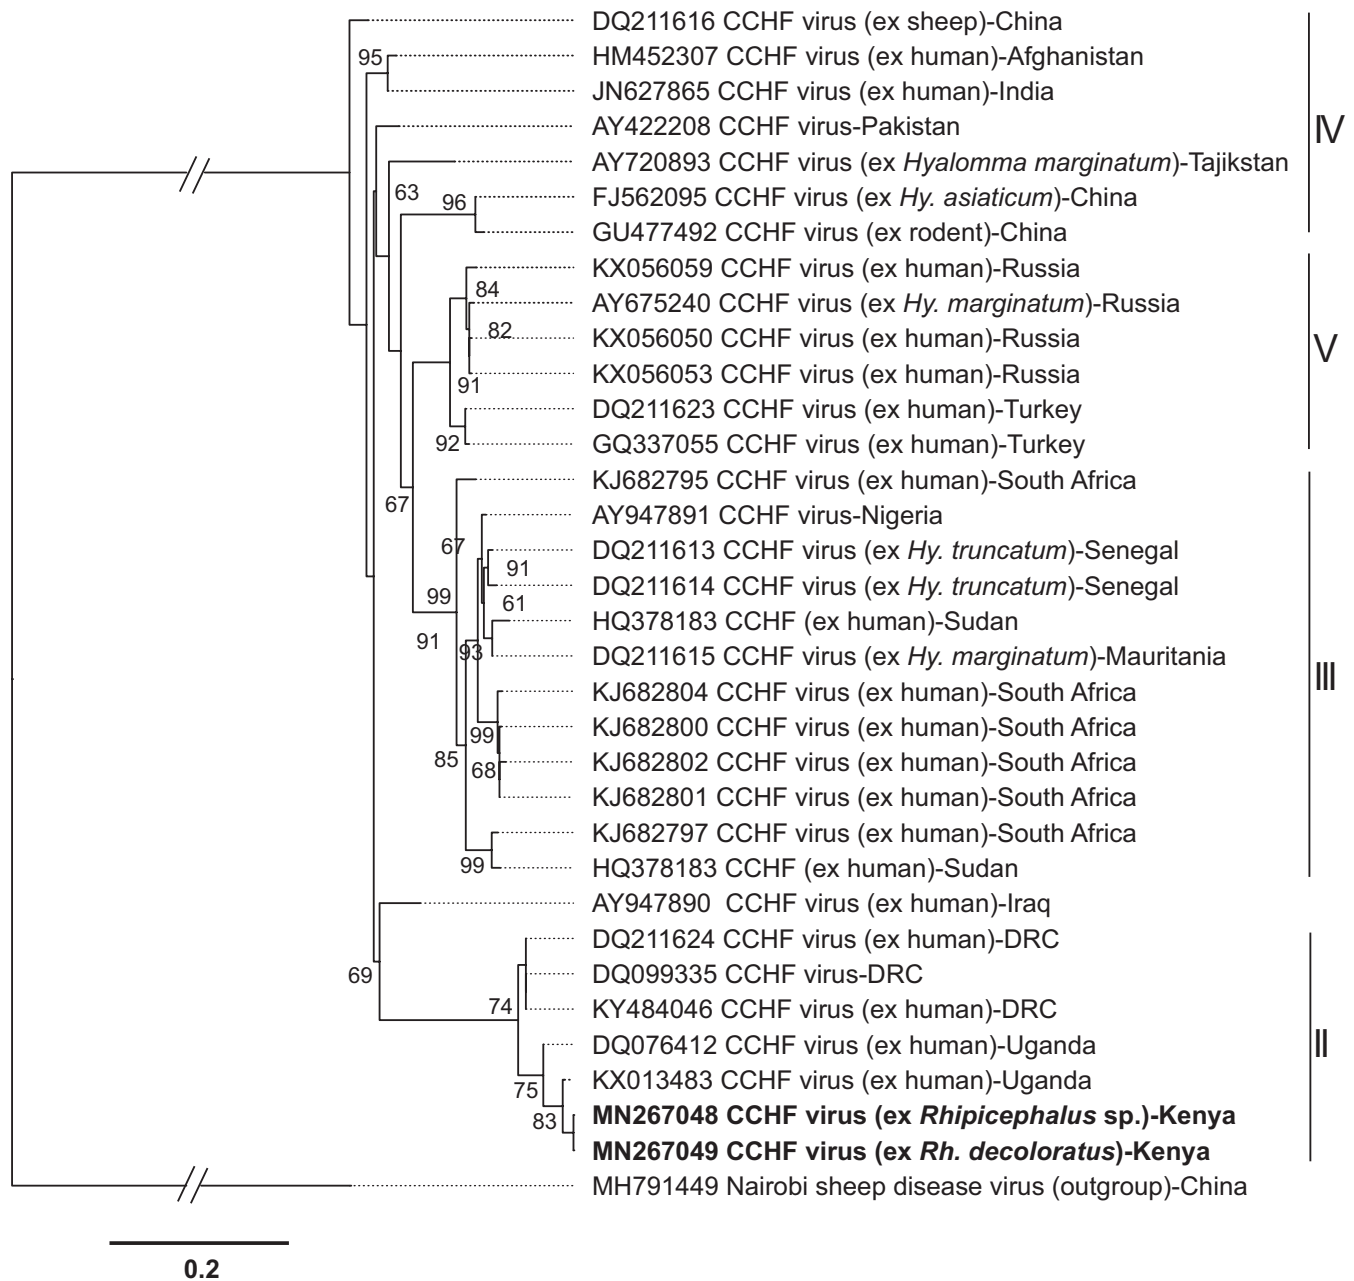 DQ211616 CCHF virus (ex sheep)-China
95
HM452307 CCHF virus (ex human)-Afghanistan
JN627865 CCHF virus (ex human)-India
AY422208 CCHF virus-Pakistan
IV
AY720893 CCHF virus (ex Hyalomma marginatum)-Tajikstan
63
96
FJ562095 CCHF virus (ex Hy. asiaticum)-China
GU477492 CCHF virus (ex rodent)-China
KX056059 CCHF virus (ex human)-Russia
84
AY675240 CCHF virus (ex Hy. marginatum)-Russia
82
KX056050 CCHF virus (ex human)-Russia
V
KX056053 CCHF virus (ex human)-Russia
91
DQ211623 CCHF virus (ex human)-Turkey
92
GQ337055 CCHF virus (ex human)-Turkey
KJ682795 CCHF virus (ex human)-South Africa
67
AY947891 CCHF virus-Nigeria
67
DQ211613 CCHF virus (ex Hy. truncatum)-Senegal
91
DQ211614 CCHF virus (ex Hy. truncatum)-Senegal
99
61
HQ378183 CCHF (ex human)-Sudan
91
93
DQ211615 CCHF virus (ex Hy. marginatum)-Mauritania
III
KJ682804 CCHF virus (ex human)-South Africa
KJ682800 CCHF virus (ex human)-South Africa
99
85
KJ682802 CCHF virus (ex human)-South Africa
68
KJ682801 CCHF virus (ex human)-South Africa
KJ682797 CCHF virus (ex human)-South Africa
99
HQ378183 CCHF (ex human)-Sudan
AY947890 CCHF virus (ex human)-Iraq
DQ211624 CCHF virus (ex human)-DRC
69
DQ099335 CCHF virus-DRC
74
KY484046 CCHF virus (ex human)-DRC
DQ076412 CCHF virus (ex human)-Uganda
II
75
KX013483 CCHF virus (ex human)-Uganda
83
MN267048 CCHF virus (ex Rhipicephalus sp.)-Kenya
MN267049 CCHF virus (ex Rh. decoloratus)-Kenya
MH791449 Nairobi sheep disease virus (outgroup)-China
0.2